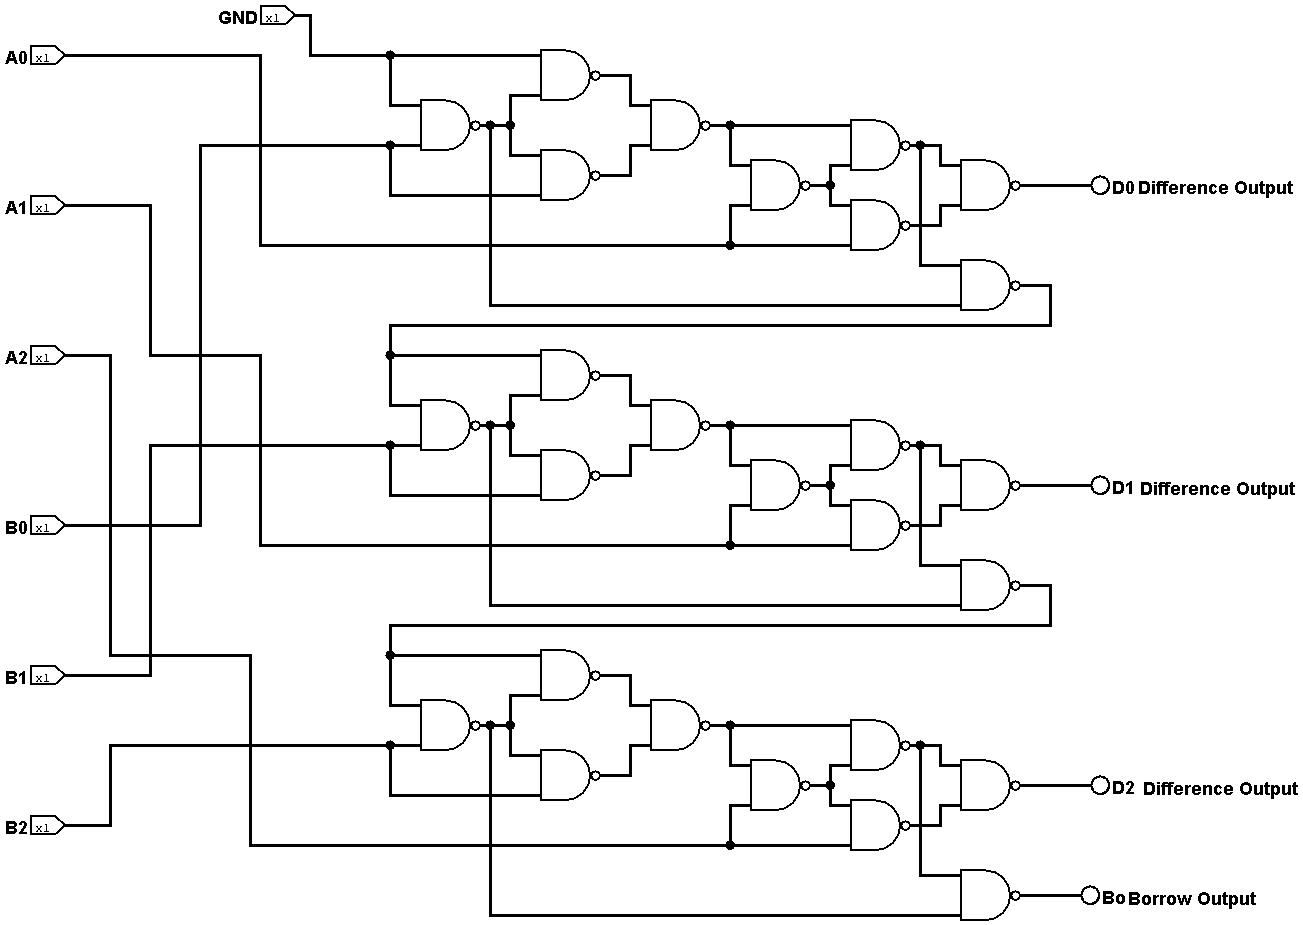 GND x1
A0 x1
D0 Difference Output
A1 x1
A2 x1
D1 Difference Output
B0 x1
B1 x1
D2 Difference Output
B2 x1
Bo Borrow Output